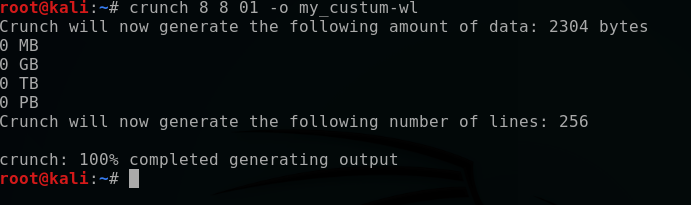 root@kali:~# crunch 8 8 01 -o my_custum-wl
Crunch will now generate the following amount of data: 2304 bytes
0 MB
0 GB
0 TB
0 PB
Crunch will now generate the following number of lines: 256
crunch: 100% completed generating output
root@kali:~#